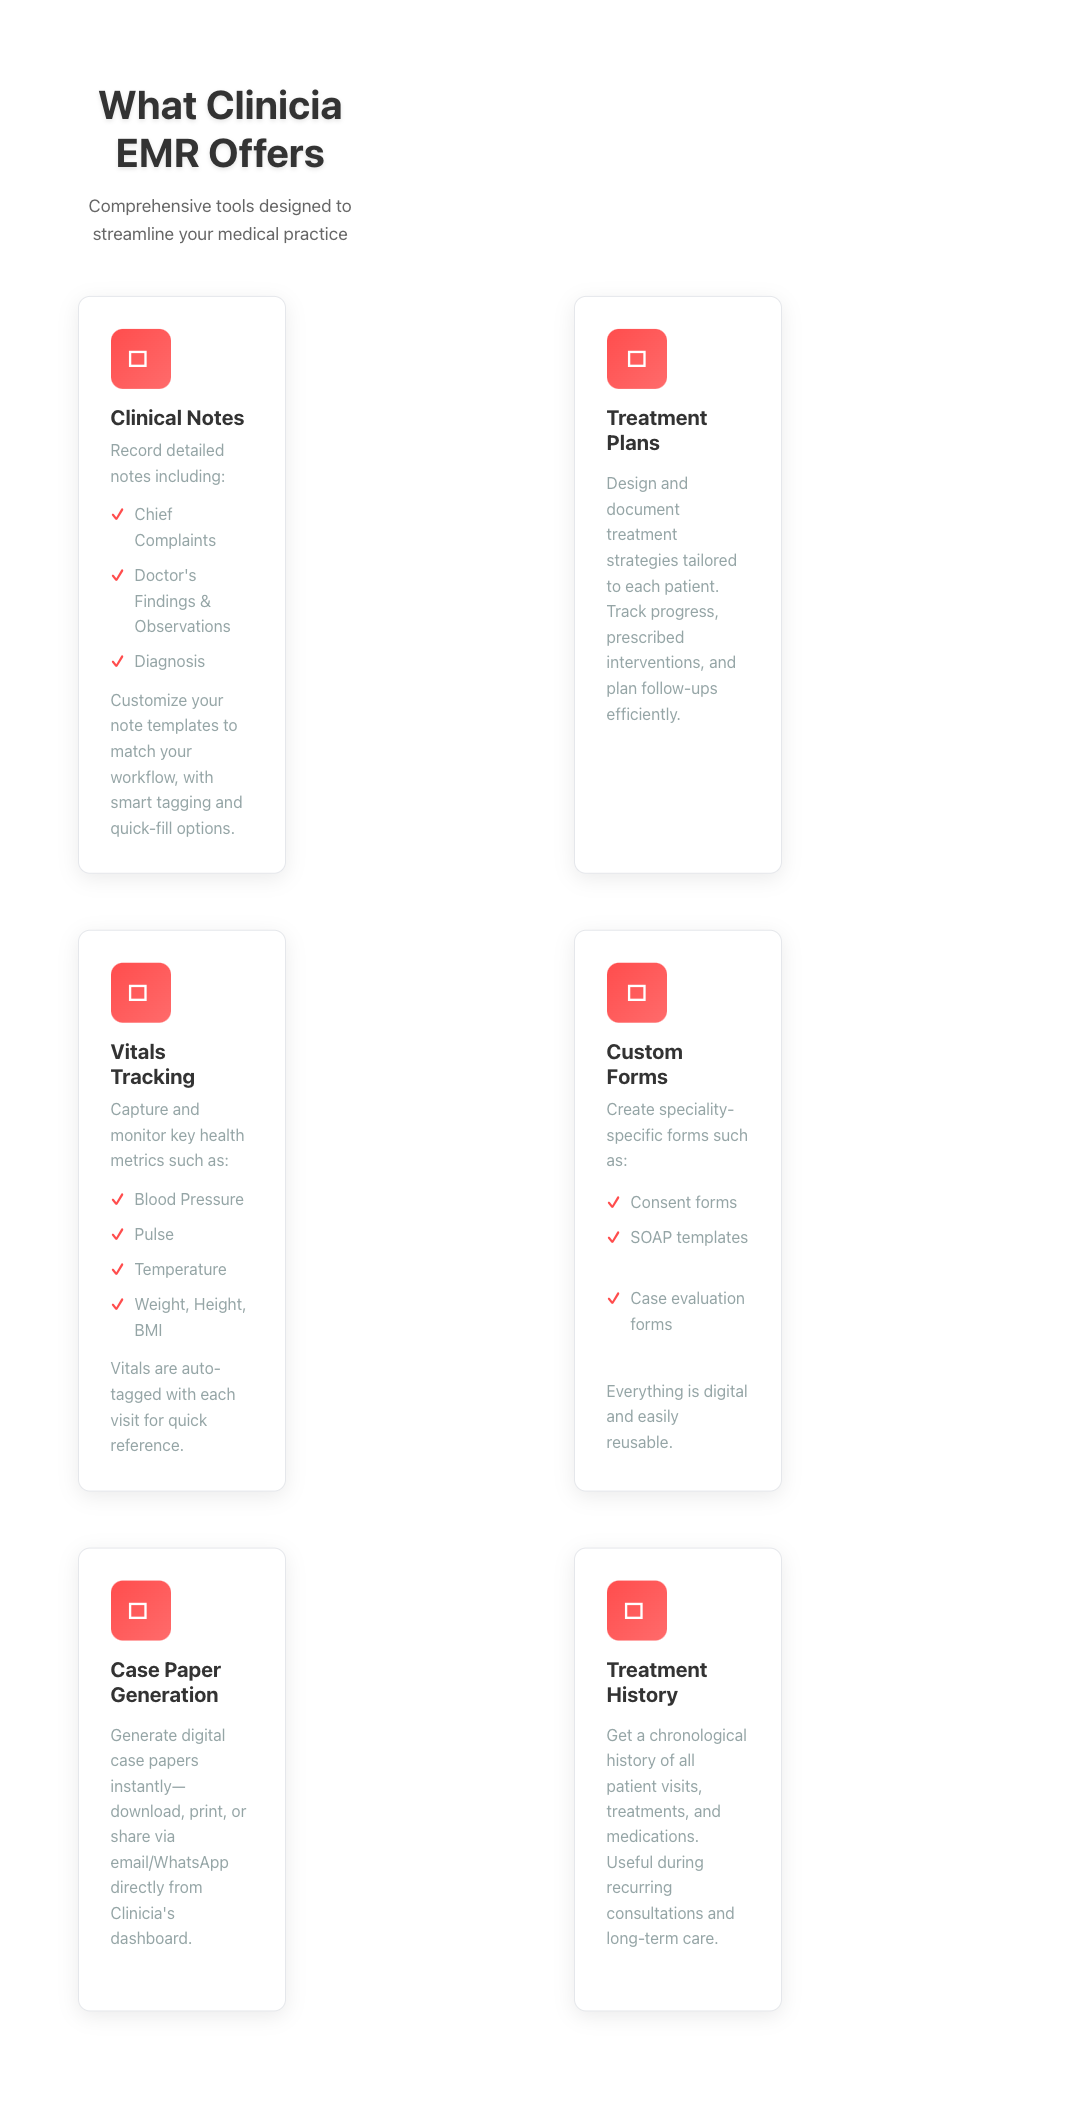 What Clinicia
EMR Offers
Comprehensive tools designed to
streamline your medical practice
Clinical Notes
Record detailed
notes including:
Chief
Complaints
Doctor's
Findings &
Observations
Diagnosis
Customize your
note templates to
match your
workflow, with
smart tagging and
quick-fill options.
Treatment
Plans
Design and
document
treatment
strategies tailored
to each patient.
Track progress,
prescribed
interventions, and
plan follow-ups
efficiently.
Vitals
Tracking
Capture and
monitor key health
metrics such as:
Blood Pressure
Pulse
Temperature
Weight, Height,
BMI
Vitals are auto-
tagged with each
visit for quick
reference.
Custom
Forms
Create speciality-
specific forms such
as:
Consent forms
SOAP templates
Case evaluation
forms
Everything is digital
and easily
reusable.
Case Paper
Generation
Generate digital
case papers
instantly—
download, print, or
share via
email/WhatsApp
directly from
Clinicia's
dashboard.
Treatment
History
Get a chronological
history of all
patient visits,
treatments, and
medications.
Useful during
recurring
consultations and
long-term care.